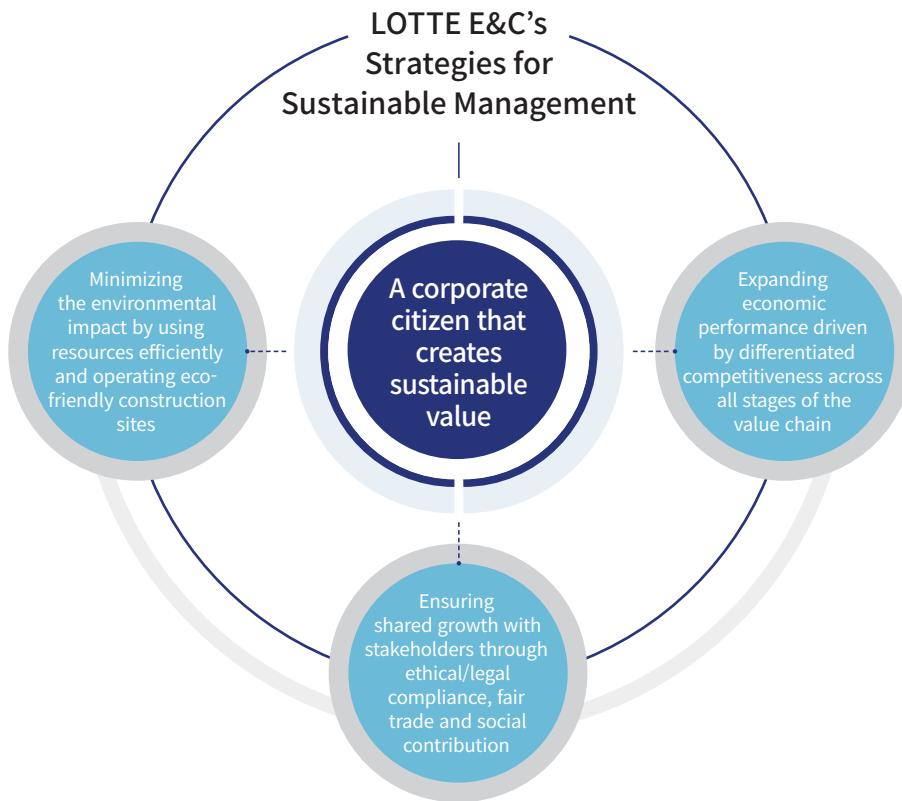 LOTTE E&C's
Strategies for
Sustainable Management
Minimizing
the environmental
impact by using
resources efficiently
and operating eco-
friendly construction
sites
A corporate
citizen that
creates
sustainable
value
Expanding
economic
performance driven
by differentiated
competitiveness across
all stages of the
value chain
Ensuring
shared growth with
stakeholders through
ethical/legal
compliance, fair
trade and social
contribution